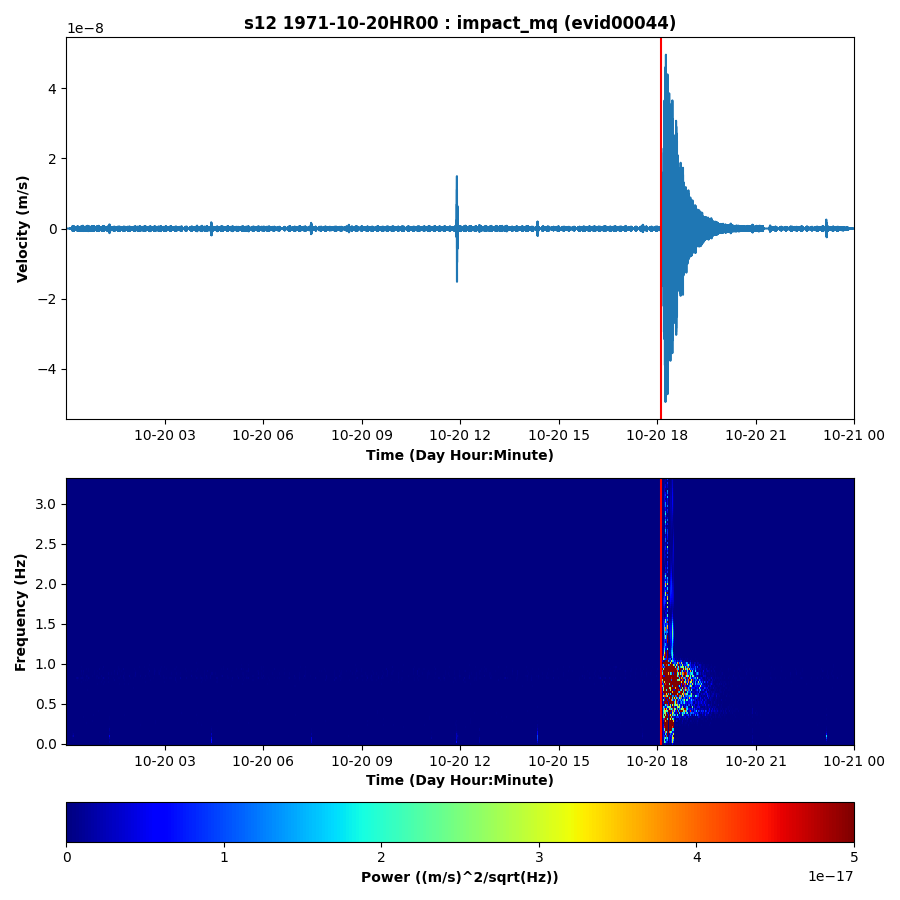 s12 1971-10-20HR00 : impact_mq (evid00044)
1e−8
4
2
0
−2
−4
Velocity (m/s)
10-20 03 10-20 06 10-20 09 10-20 12 10-20 15 10-20 18 10-20 21 10-21 00
Time (Day Hour:Minute)
3.0
2.5
2.0
1.5
1.0
0.5
0.0
Frequency (Hz)
10-20 03 10-20 06 10-20 09 10-20 12 10-20 15 10-20 18 10-20 21 10-21 00
Time (Day Hour:Minute)
0 1 2 3 4 5
1e−17
Power ((m/s)^2/sqrt(Hz))